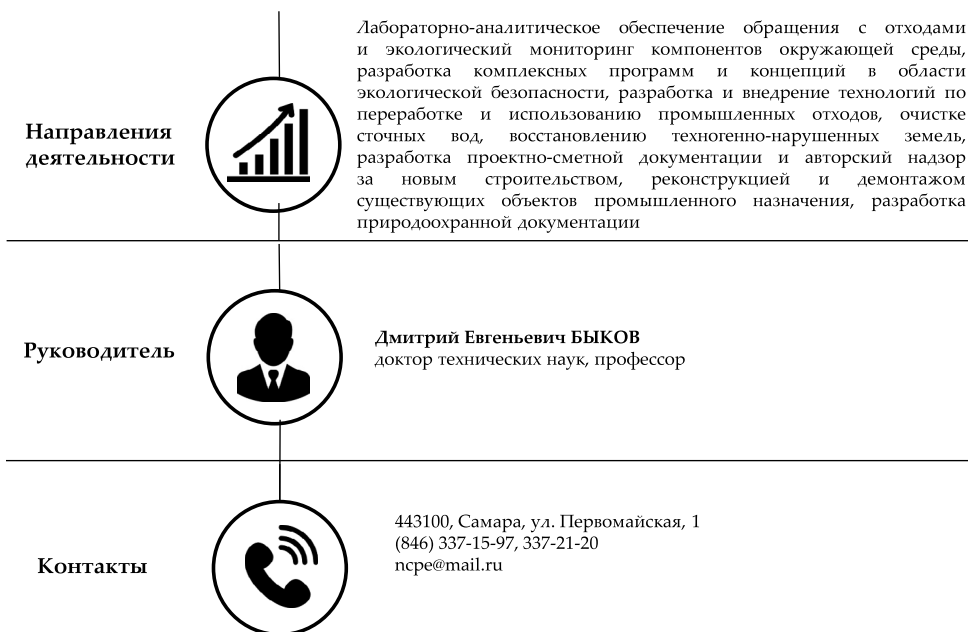 Направления
деятельности
Лабораторно-аналитическое обеспечение обращения с отходами
и экологический мониторинг компонентов окружающей среды,
разработка комплексных программ и концепций в области
экологической безопасности, разработка и внедрение технологий по
переработке и использованию промышленных отходов, очистке
сточных вод, восстановлению техногенно-нарушенных земель,
разработка проектно-сметной документации и авторский надзор
за новым строительством, реконструкцией и демонтажом
существующих объектов промышленного назначения, разработка
природоохранной документации
Руководитель
Дмитрий Евгеньевич БЫКОВ
доктор технических наук, профессор
Контакты
443100, Самара, ул. Первомайская, 1
(846) 337-15-97, 337-21-20
ncpe@mail.ru